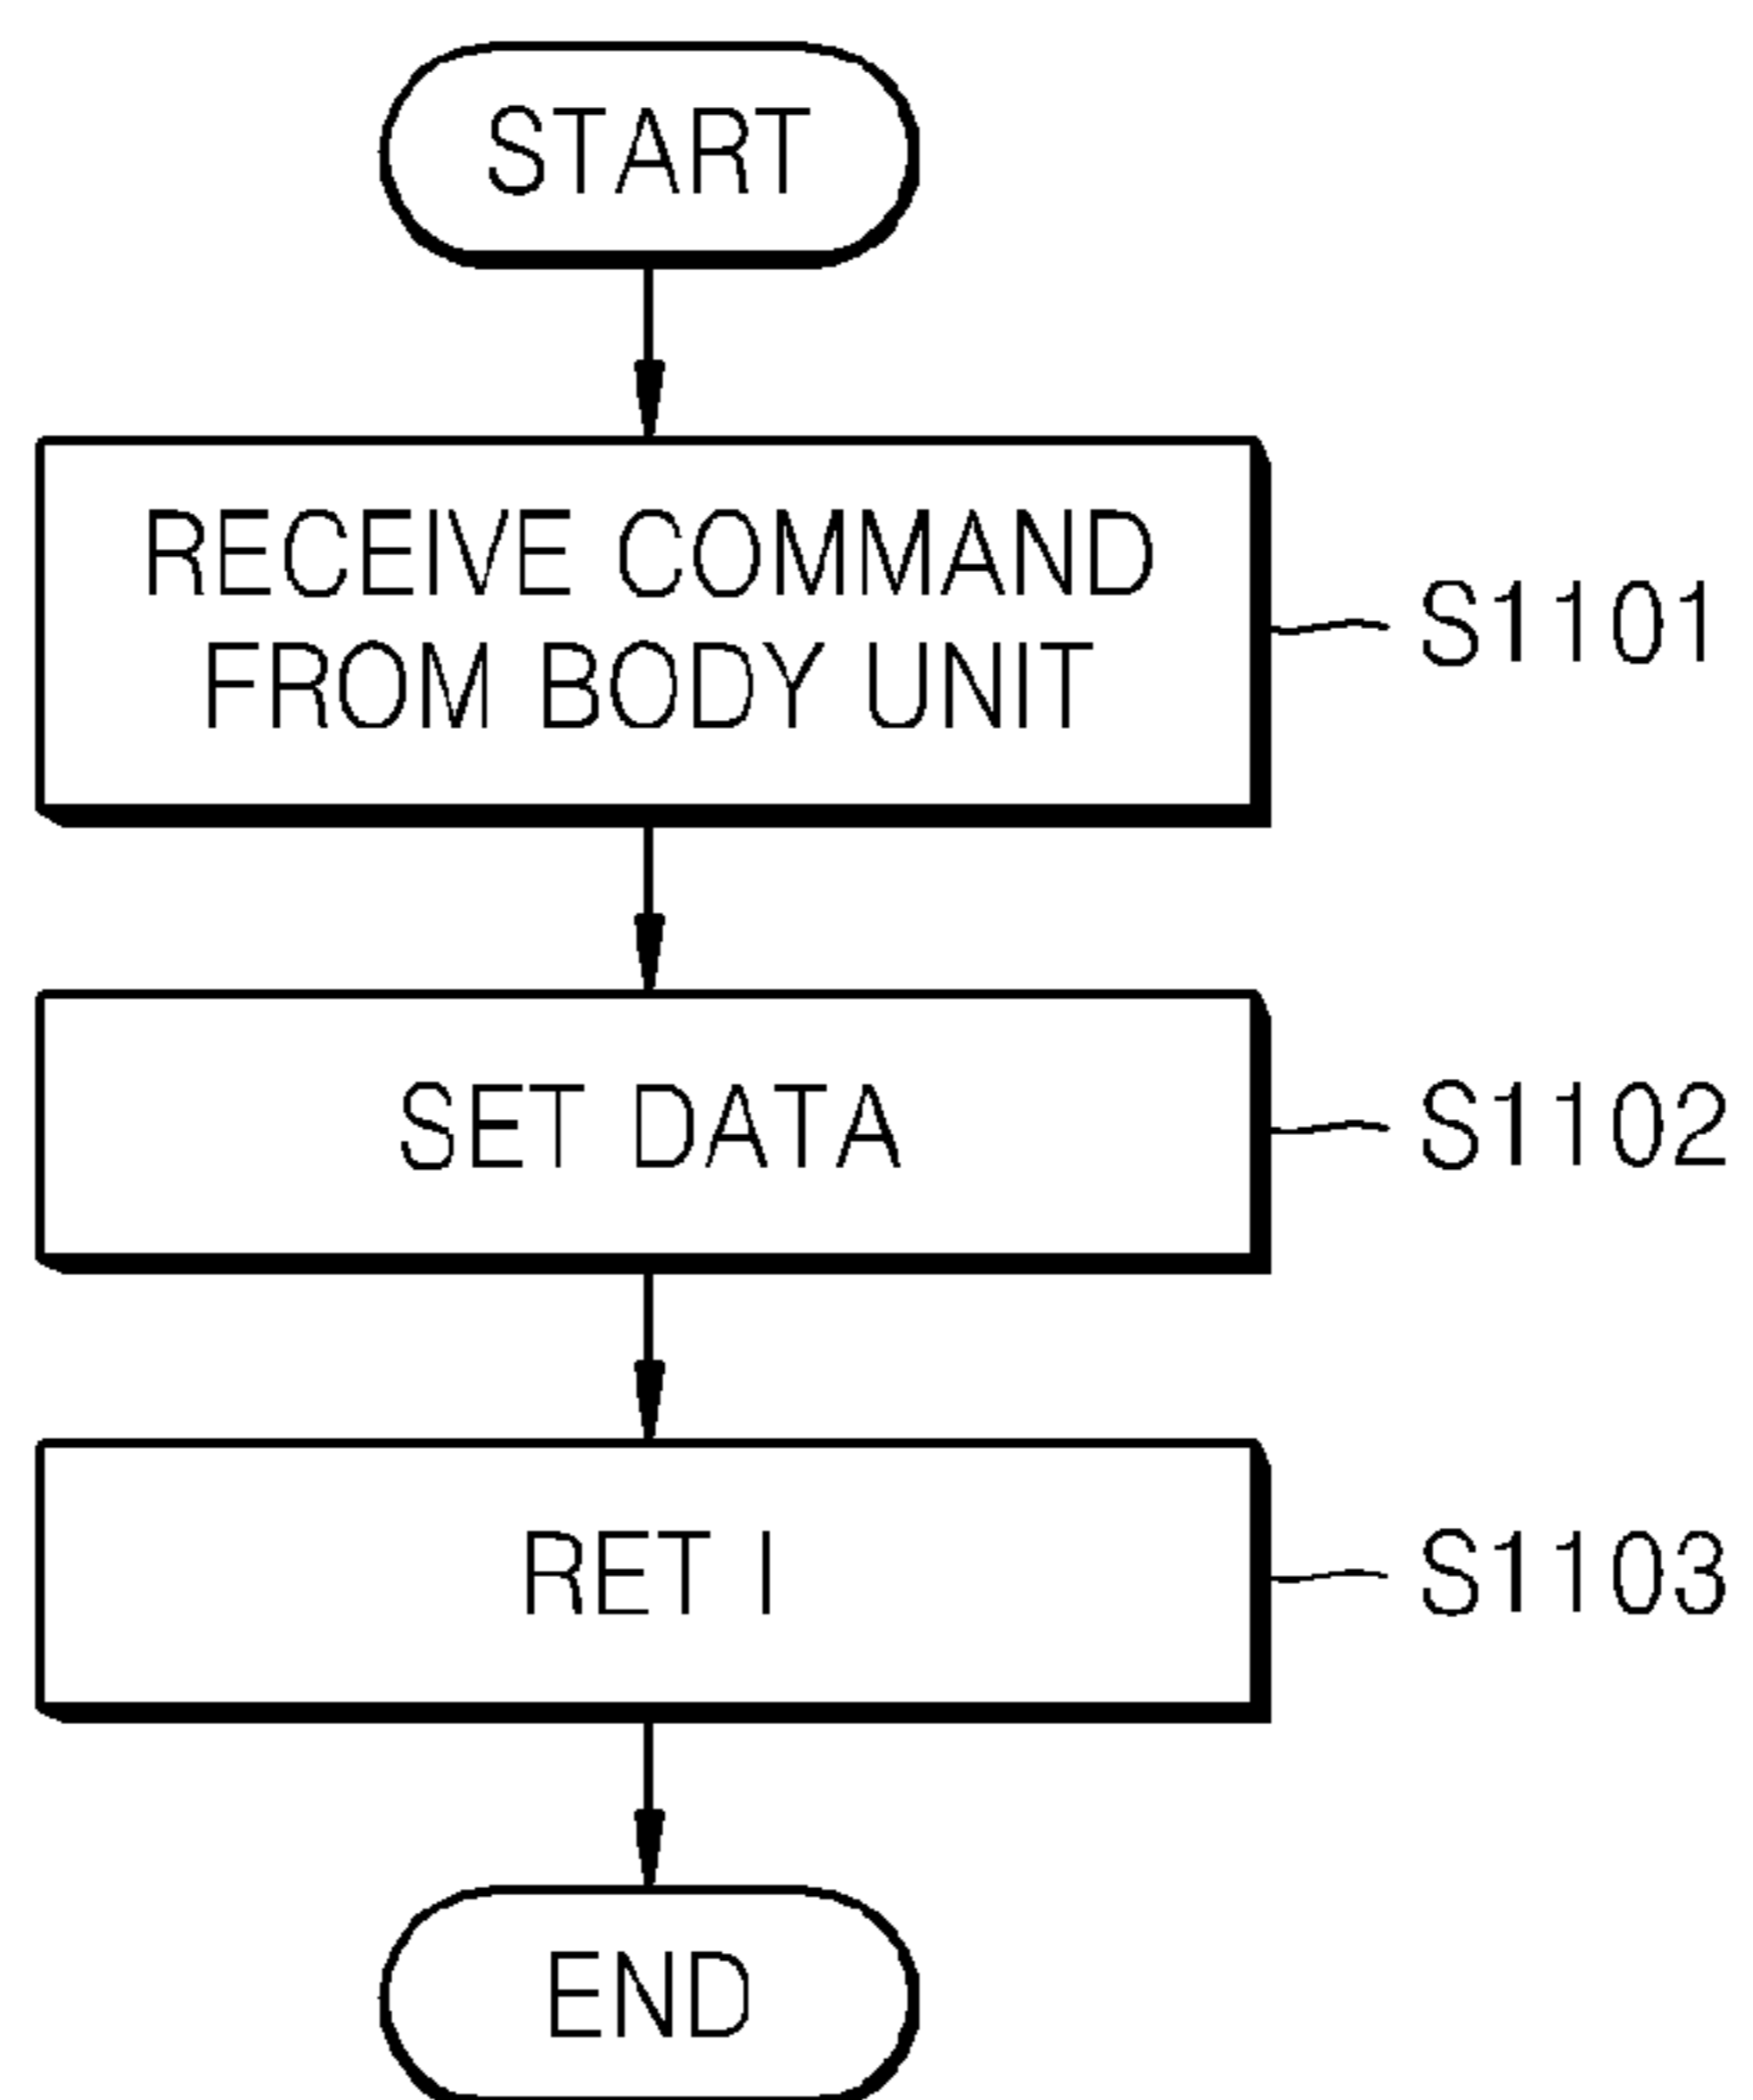 START
RECEIVE COMMAND
FROM BODY UNIT
S1101
SET DATA
S1102
RET I
S1103
END